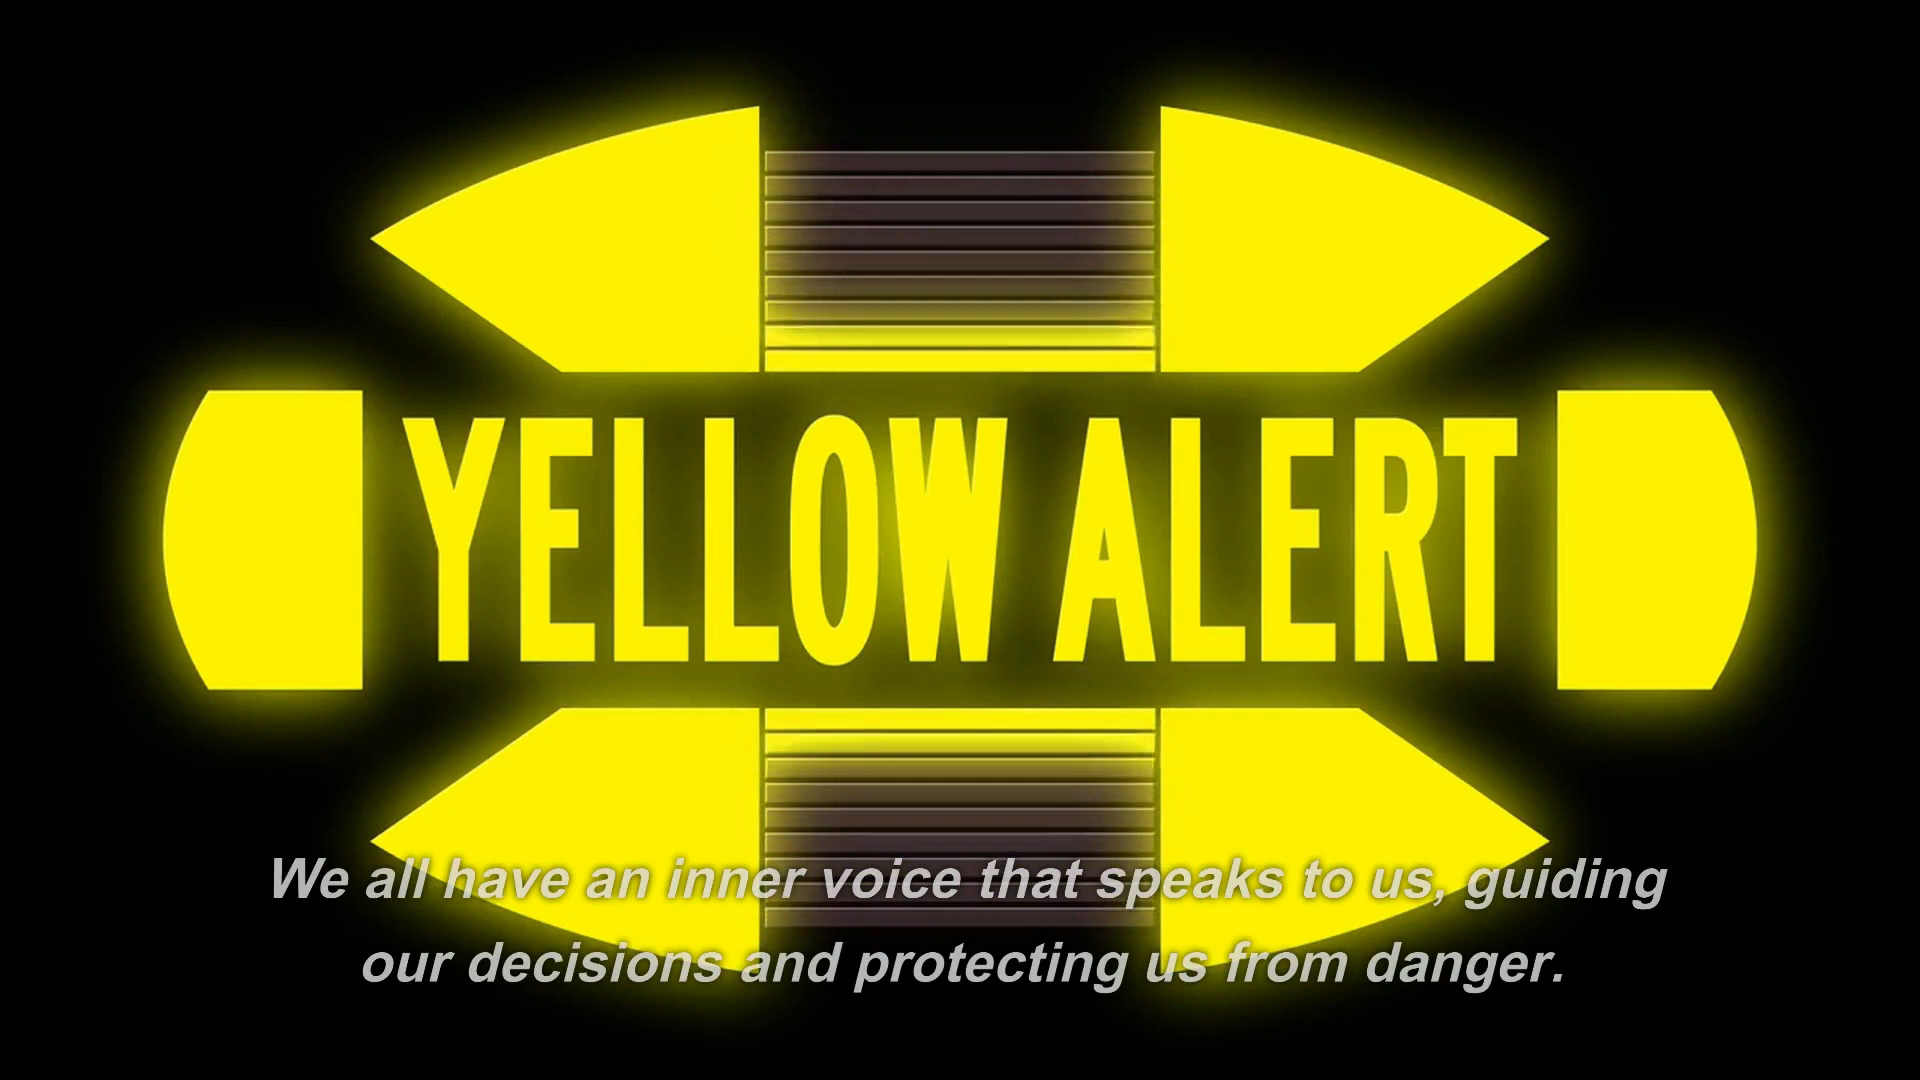 YELLOW ALERT
We all have an inner voice that speaks to us, guiding
our decisions and protecting us from danger.